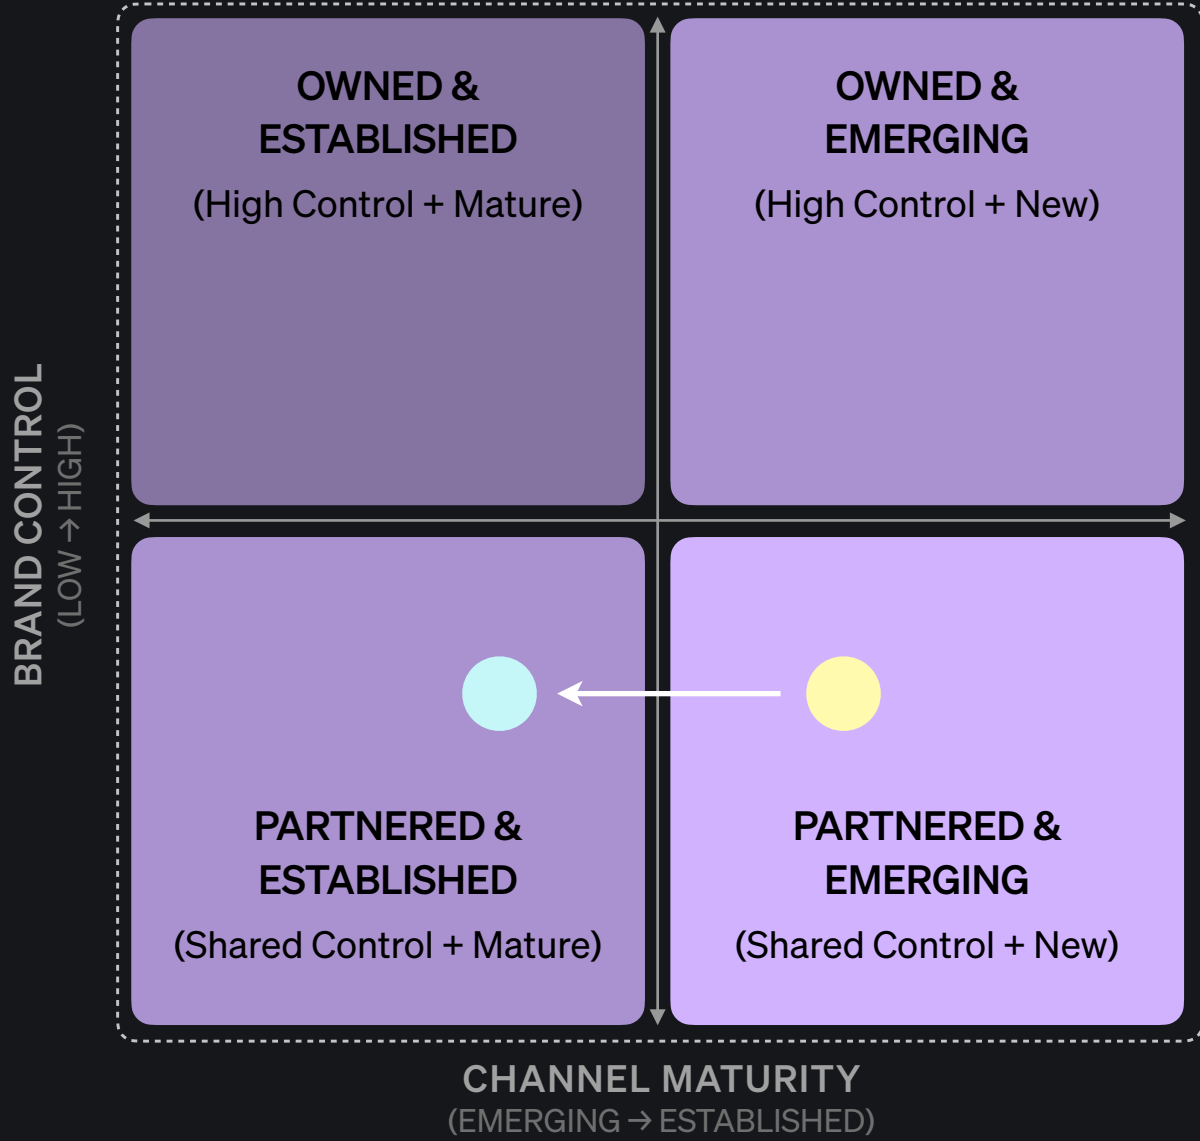 OWNED &
ESTABLISHED
(High Control + Mature)
OWNED &
EMERGING
(High Control + New)
BRAND CONTROL
(LOW → HIGH)
PARTNERED &
ESTABLISHED
(Shared Control + Mature)
PARTNERED &
EMERGING
(Shared Control + New)
CHANNEL MATURITY
(EMERGING → ESTABLISHED)